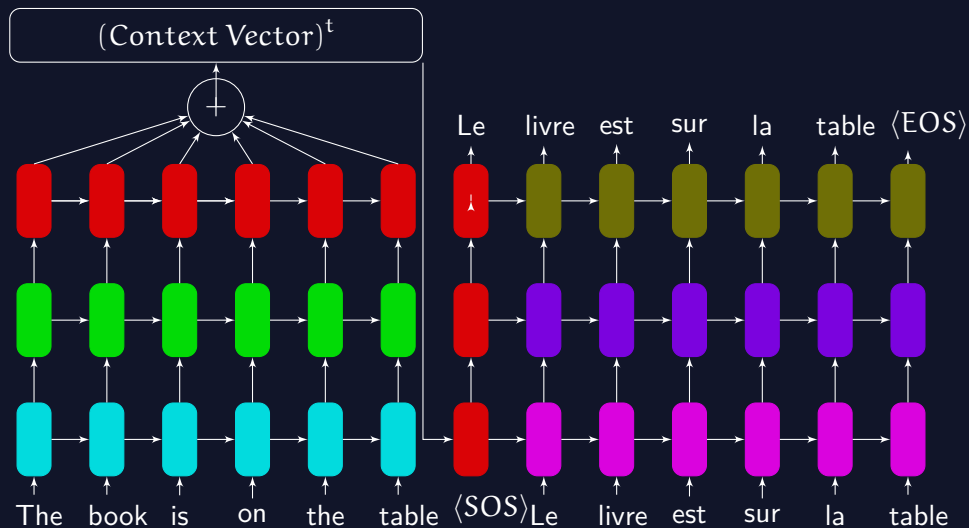 (Context Vector)ᵗ
+
Le livre est sur la table ⟨EOS⟩
The book is on the table ⟨SOS⟩ Le livre est sur la table